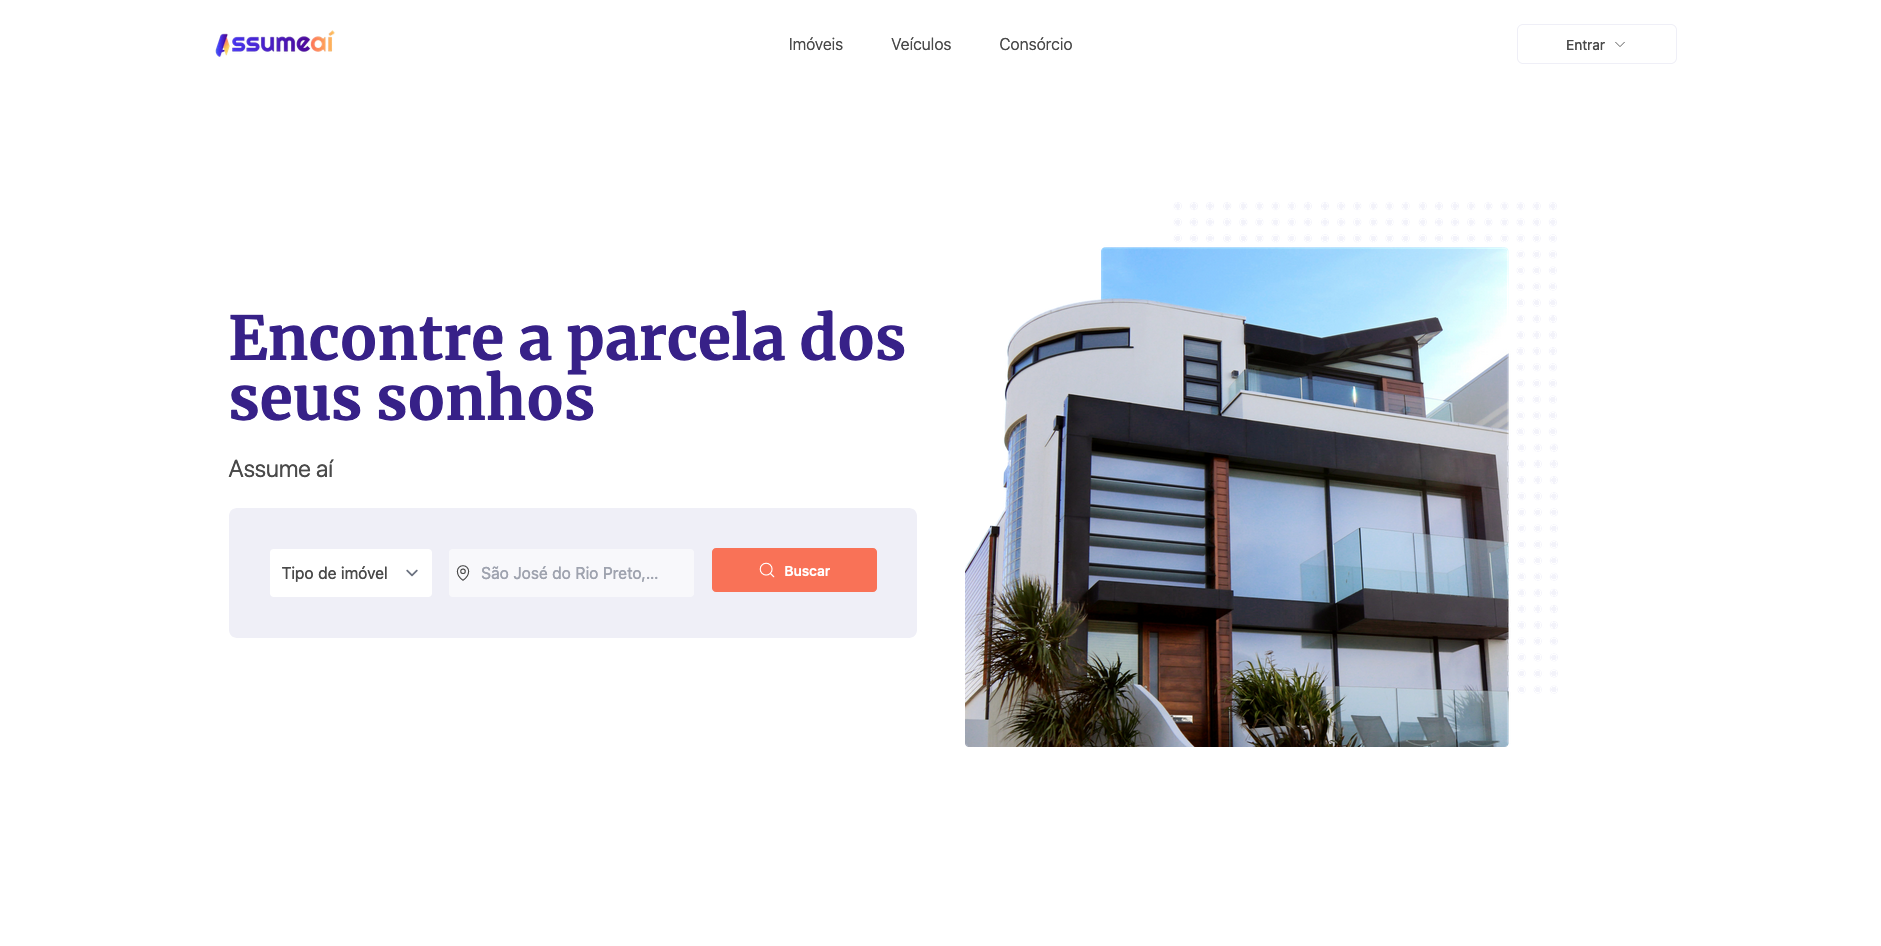 Assumeaí
Imóveis
Veículos
Consórcio
Entrar
Encontre a parcela dos
seus sonhos
Assume aí
Tipo de imóvel
São José do Rio Preto,...
Buscar